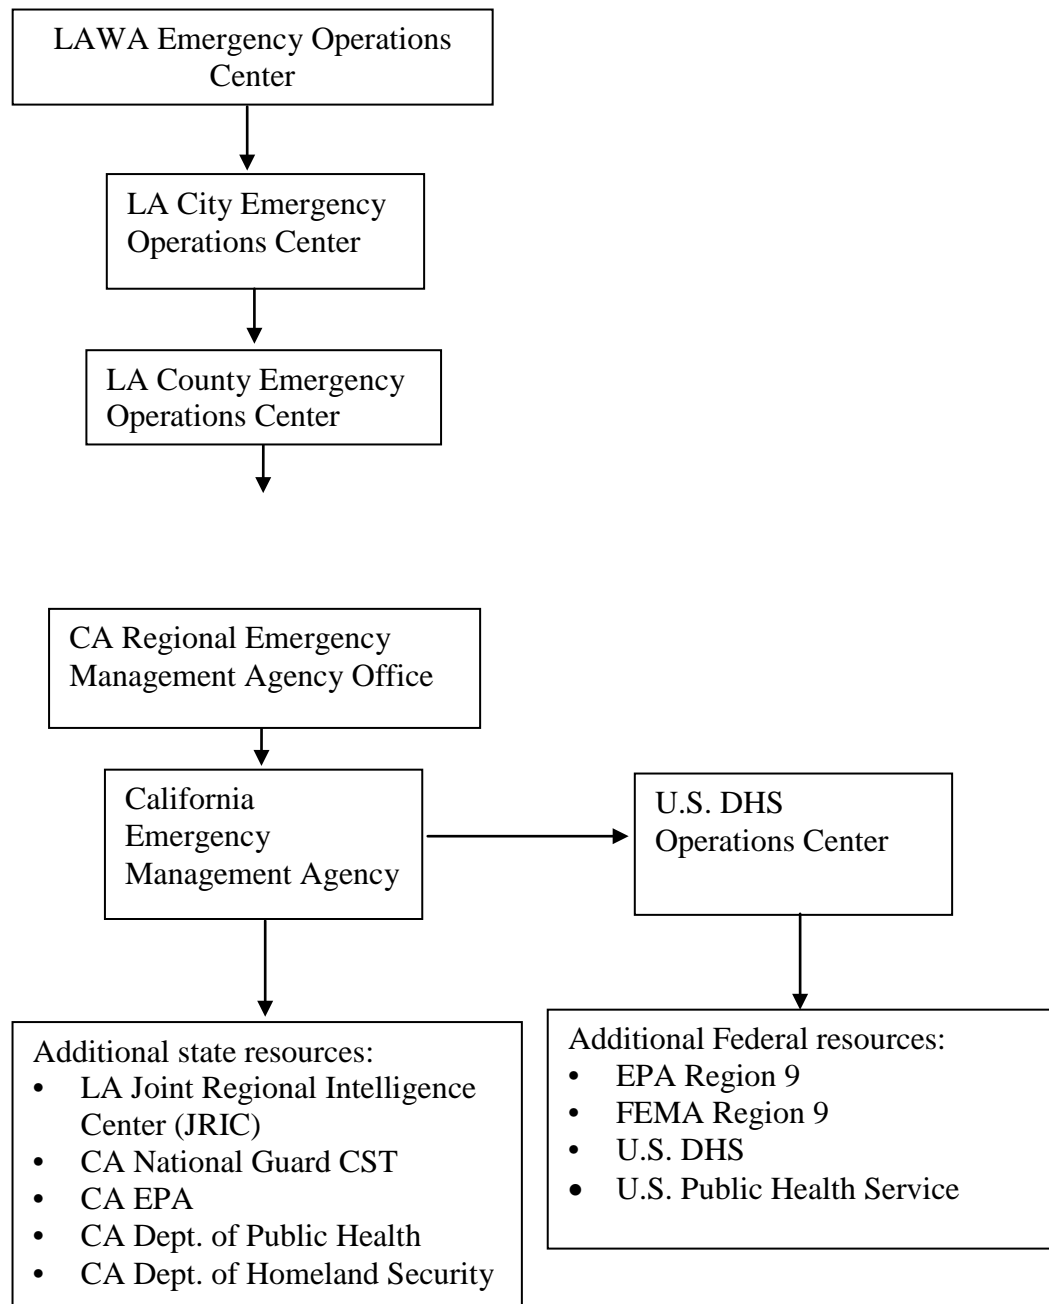 LAWA Emergency Operations
Center
LA City Emergency
Operations Center
LA County Emergency
Operations Center
CA Regional Emergency
Management Agency Office
California
Emergency
Management Agency
U.S. DHS
Operations Center
Additional state resources:
• LA Joint Regional Intelligence
Center (JRIC)
• CA National Guard CST
• CA EPA
• CA Dept. of Public Health
• CA Dept. of Homeland Security
Additional Federal resources:
• EPA Region 9
• FEMA Region 9
• U.S. DHS
• U.S. Public Health Service